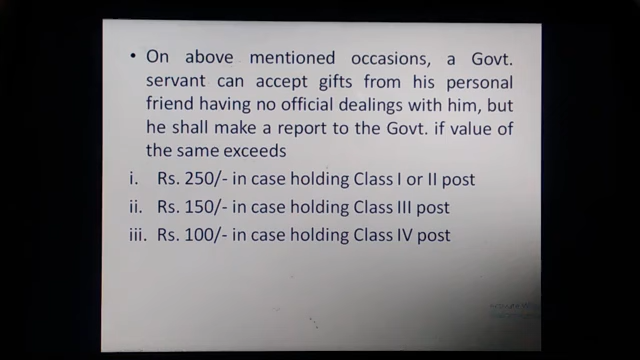 • On above mentioned occasions, a Govt.
servant can accept gifts from his personal
friend having no official dealings with him, but
he shall make a report to the Govt. if value of
the same exceeds
i. Rs. 250/- in case holding Class I or II post
ii. Rs. 150/- in case holding Class III post
iii. Rs. 100/- in case holding Class IV post